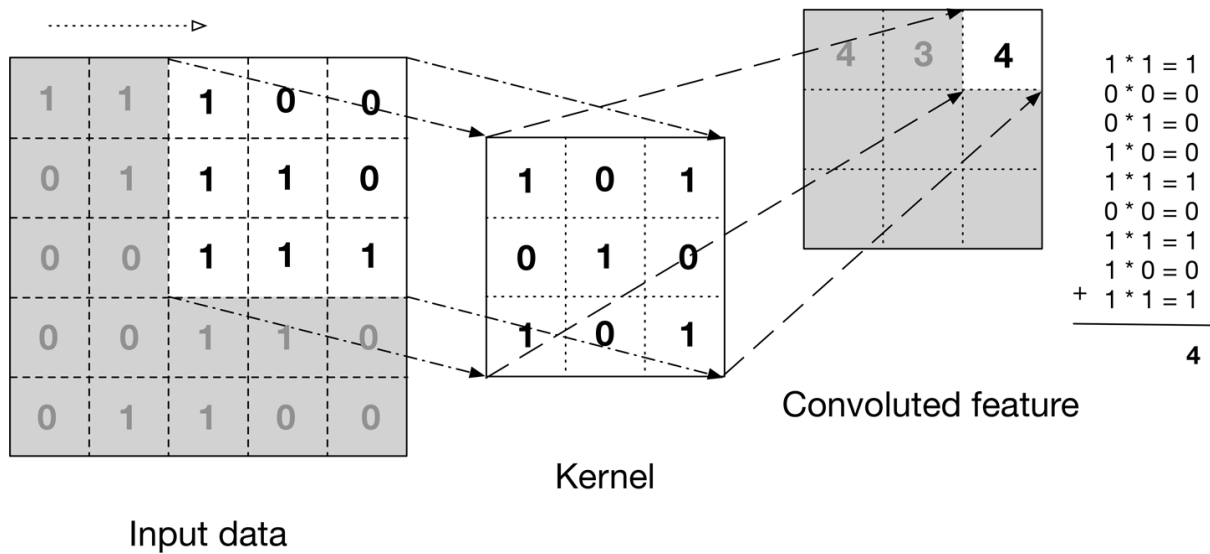 1 1 1 0 0
0 1 1 1 0
0 0 1 1 1
0 0 1 1 0
0 1 1 0 0
Input data
1 0 1
0 1 0
1 0 1
Kernel
4 3 4
Convoluted feature
1 * 1 = 1
0 * 0 = 0
0 * 1 = 0
1 * 0 = 0
1 * 1 = 1
0 * 0 = 0
1 * 1 = 1
1 * 0 = 0
+ 1 * 1 = 1
4